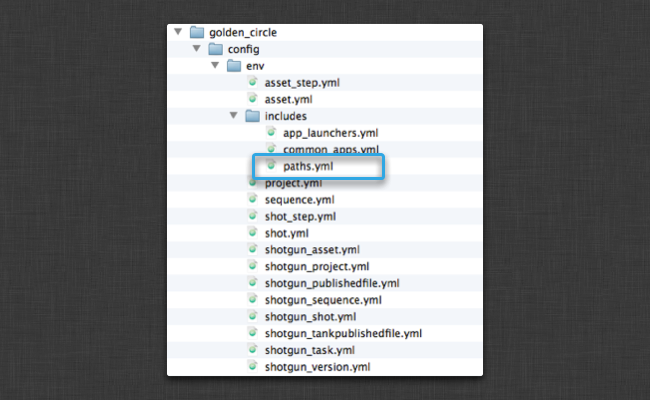 golden_circle
config
env
asset_step.yml
asset.yml
includes
app_launchers.yml
common_apps.yml
paths.yml
project.yml
sequence.yml
shot_step.yml
shot.yml
shotgun_asset.yml
shotgun_project.yml
shotgun_publishedfile.yml
shotgun_sequence.yml
shotgun_shot.yml
shotgun_tankpublishedfile.yml
shotgun_task.yml
shotgun_version.yml